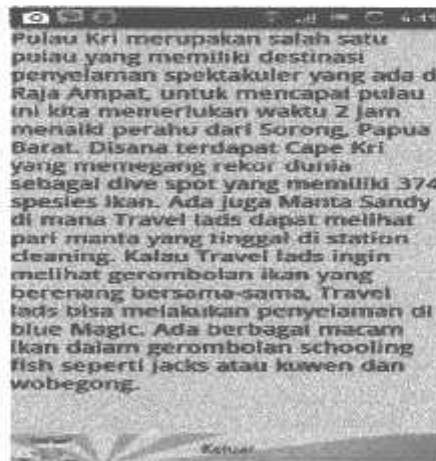 Pulau Kri merupakan salah satu
pulau yang memiliki destinasi
penyelaman spektakuler yang ada d
Raja Ampat, untuk mencapai pulau
ini kita memerlukan waktu 2 jam
menaiki perahu dari Sorong, Papua
Barat. Disana terdapat Cape Kri
yang memegang rekor dunia
sebagai dive spot yang memiliki 374
spesies ikan. Ada juga Manta Sandy
di mana Travel lads dapat melihat
pari manta yang tinggal di station
cleaning. Kalau Travel lads ingin
melihat gerombolan ikan yang
berenang bersama-sama, Travel
lads bisa melakukan penyelaman di
blue Magic. Ada berbagai macam
ikan dalam gerombolan schooling
fish seperti jacks atau kuwen dan
wobegong.
Keluar